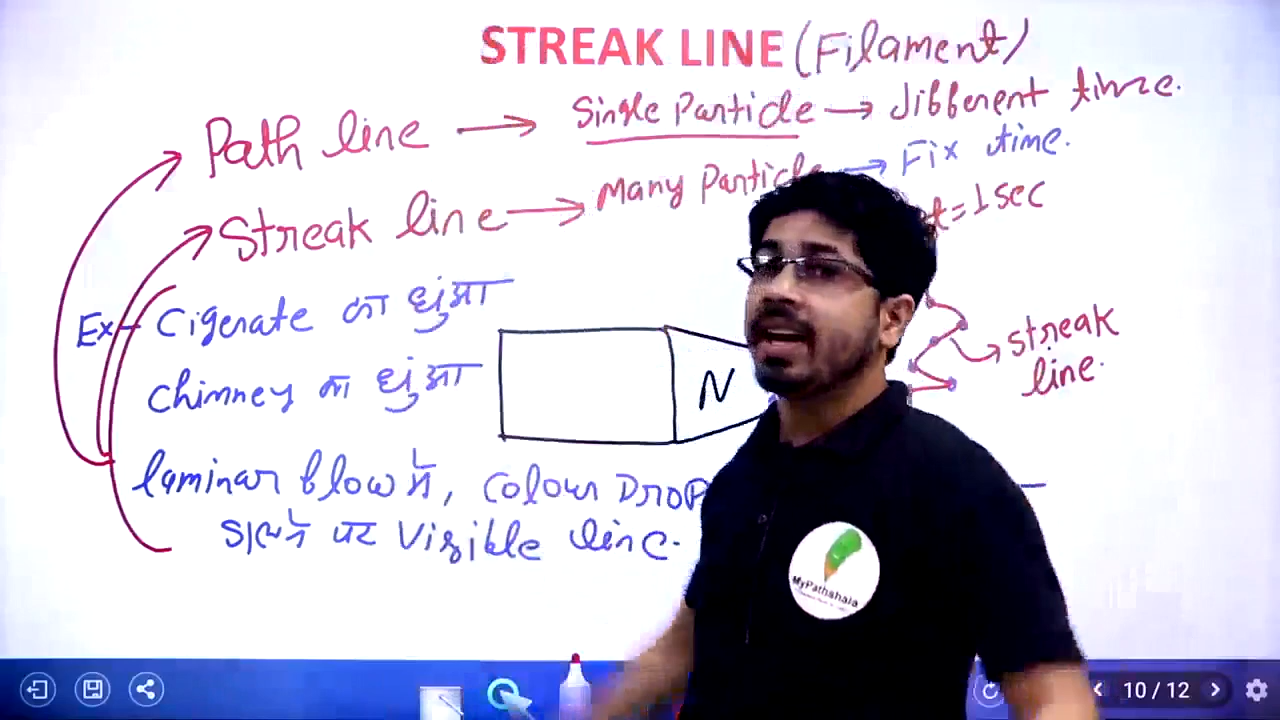 STREAK LINE (Filament)
Path line → Single Particle → different time.
Streak line → Many Particle → Fix time.
t=1sec
Ex- Cigerate का धुंआ
streak line.
chimney का धुंआ
N
laminar flow में, Colour Drop
डालने पर Visible line.
MyPathshala
10 / 12